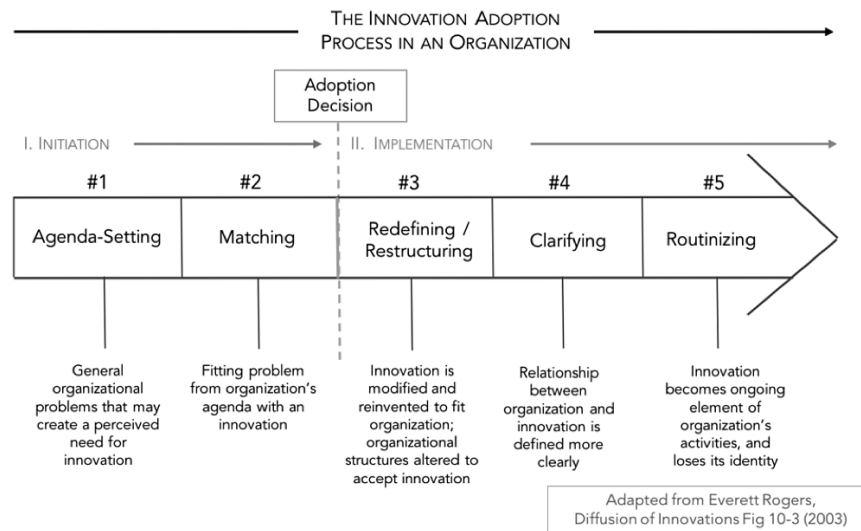 THE INNOVATION ADOPTION
PROCESS IN AN ORGANIZATION
Adoption
Decision
I. INITIATION
II. IMPLEMENTATION
#1
#2
#3
#4
#5
Agenda-Setting
Matching
Redefining /
Restructuring
Clarifying
Routinizing
General
organizational
problems that may
create a perceived
need for
innovation
Fitting problem
from organization's
agenda with an
innovation
Innovation is
modified and
reinvented to fit
organization;
organizational
structures altered to
accept innovation
Relationship
between
organization and
innovation is
defined more
clearly
Innovation
becomes ongoing
element of
organization's
activities, and
loses its identity
Adapted from Everett Rogers,
Diffusion of Innovations Fig 10-3 (2003)